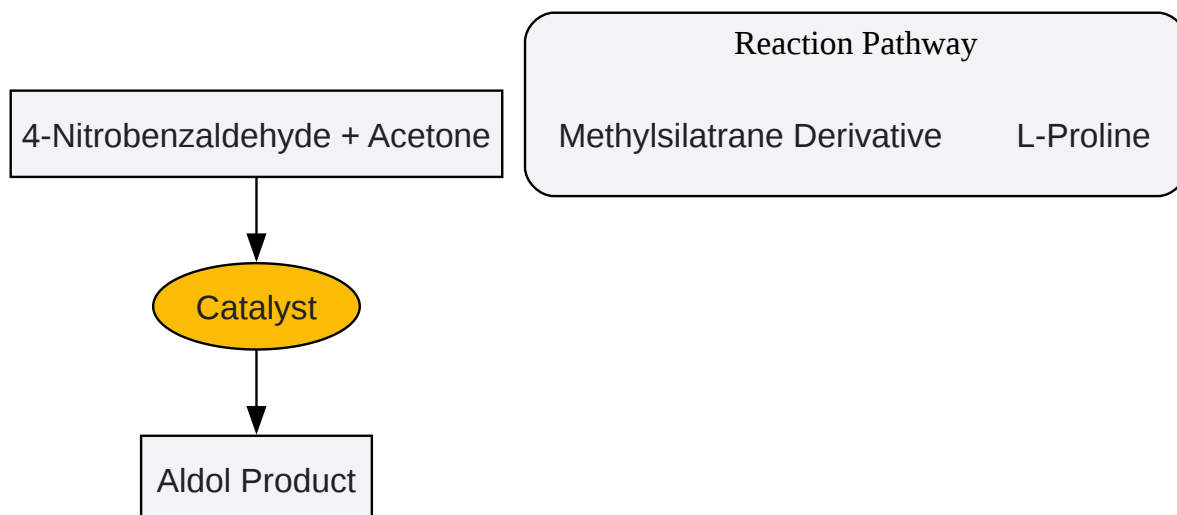 Reaction Pathway
4-Nitrobenzaldehyde + Acetone
Methylsilatrane Derivative
L-Proline
Catalyst
Aldol Product